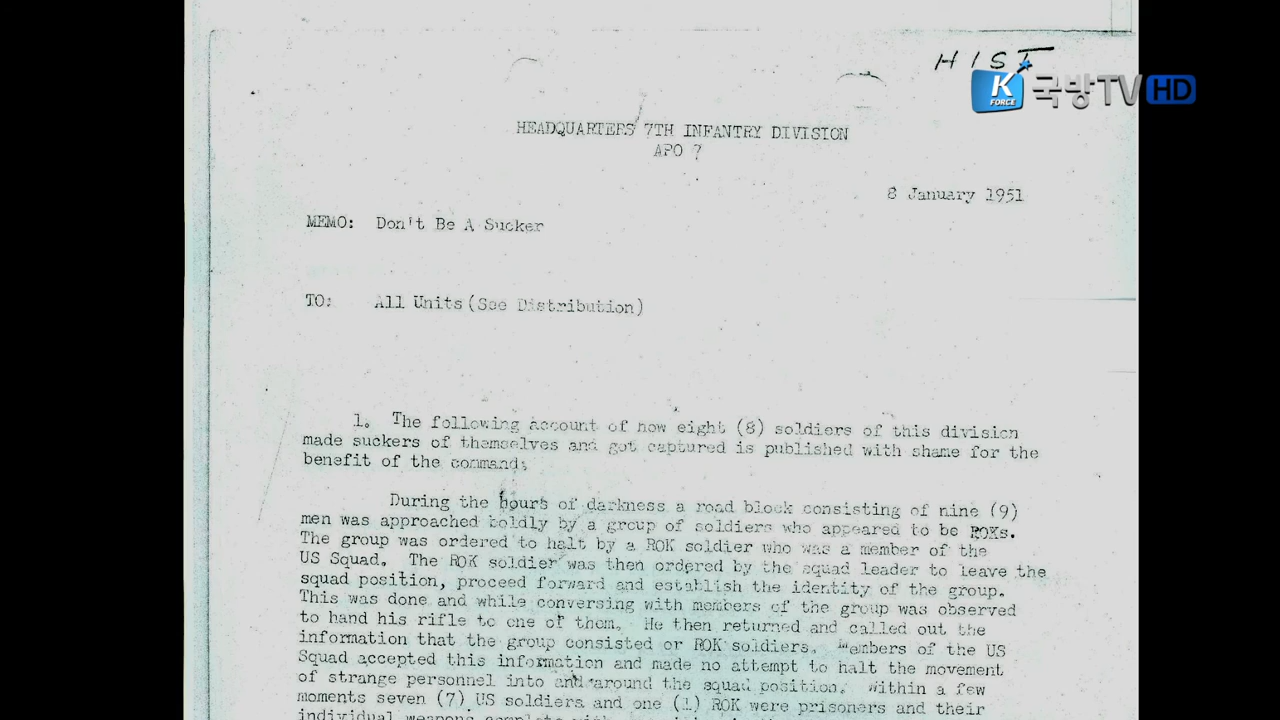 HIST
K FORCE 국방TV HD
HEADQUARTERS 7TH INFANTRY DIVISION
APO 7
8 January 1951
MEMO: Don't Be A Sucker
TO: All Units (See Distribution)
1. The following account of how eight (8) soldiers of this division
made suckers of themselves and got captured is published with shame for the
benefit of the command:
During the hours of darkness a road block consisting of nine (9)
men was approached boldly by a group of soldiers who appeared to be ROKs.
The group was ordered to halt by a ROK soldier who was a member of the
US Squad. The ROK soldier was then ordered by the squad leader to leave the
squad position, proceed forward and establish the identity of the group.
This was done and while conversing with members of the group was observed
to hand his rifle to one of them. He then returned and called out the
information that the group consisted or ROK soldiers. Members of the US
Squad accepted this information and made no attempt to halt the movement
of strange personnel into and around the squad position. Within a few
moments seven (7) US soldiers and one (1) ROK were prisoners and their
individual weapons complete with